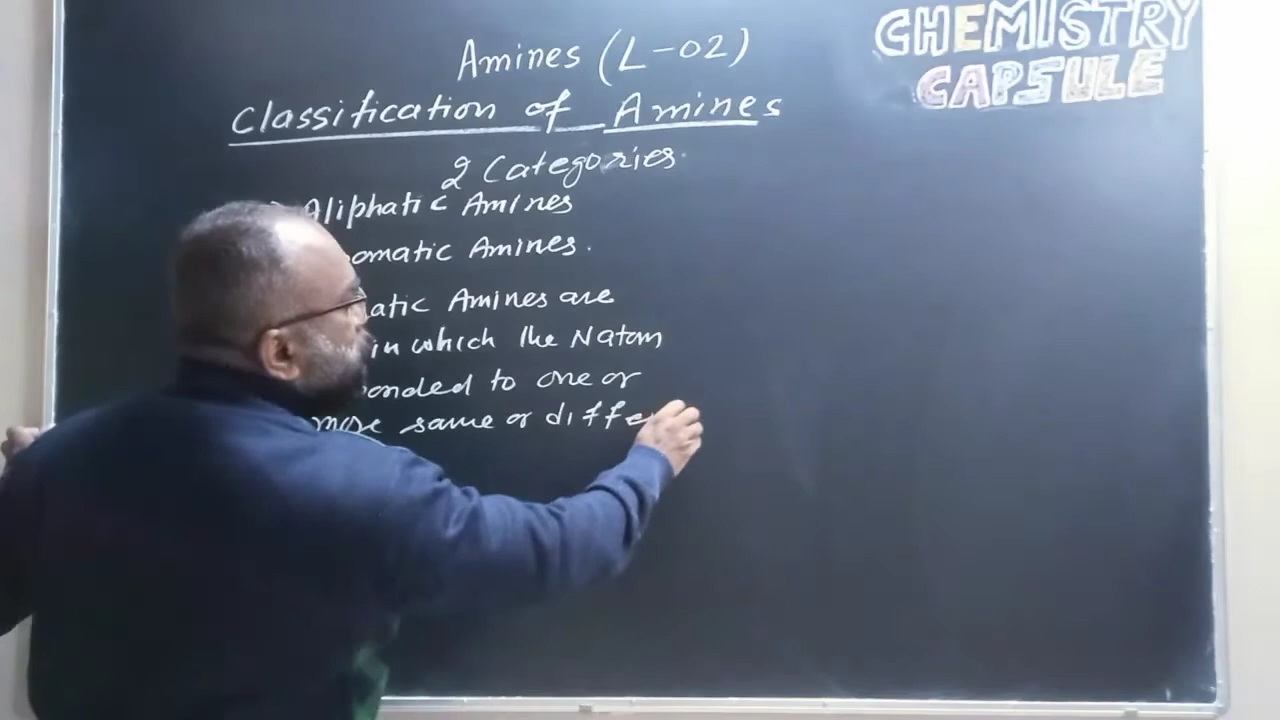 CHEMISTRY
CAPSULE
Amines (L-02)
Classification of Amines
2 Categories
Aliphatic Amines
omatic Amines.
atic Amines are
in which the N atom
onded to one or
more same or diffe